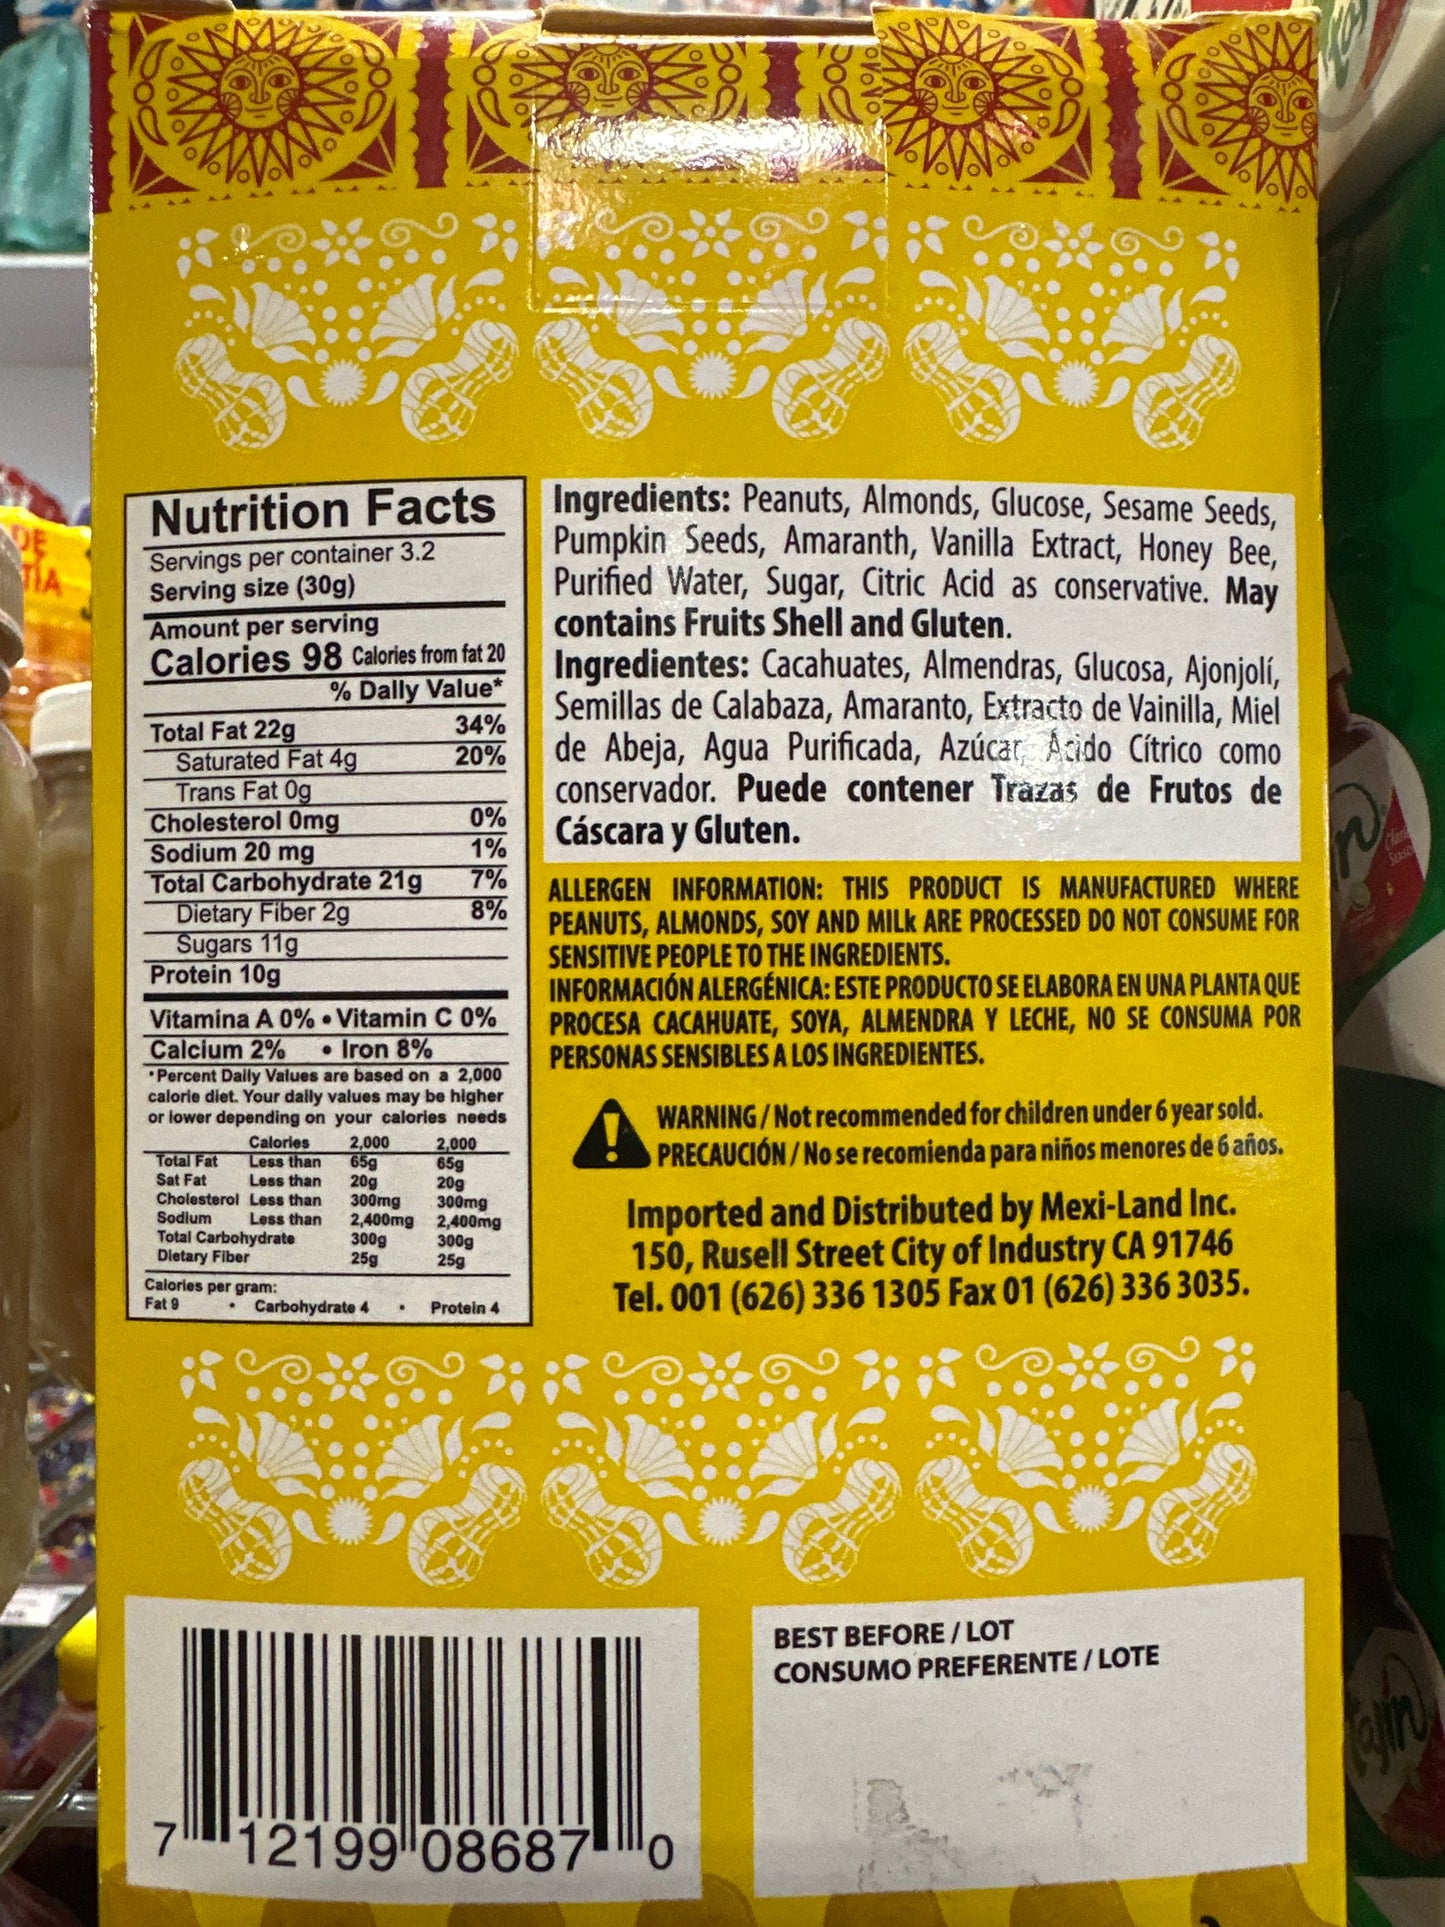 Nutrition Facts
Servings per container 3.2
Serving size (30g)
Amount per serving
Calories 98 Calories from fat 20
% Daily Value*
Total Fat 22g 34%
Saturated Fat 4g 20%
Trans Fat 0g
Cholesterol 0mg 0%
Sodium 20 mg 1%
Total Carbohydrate 21g 7%
Dietary Fiber 2g 8%
Sugars 11g
Protein 10g
Vitamina A 0% • Vitamin C 0%
Calcium 2% • Iron 8%
*Percent Daily Values are based on a 2,000
calorie diet. Your daily values may be higher
or lower depending on your calories needs
Calories 2,000 2,000
Total Fat Less than 65g 65g
Sat Fat Less than 20g 20g
Cholesterol Less than 300mg 300mg
Sodium Less than 2,400mg 2,400mg
Total Carbohydrate 300g 300g
Dietary Fiber 25g 25g
Calories per gram:
Fat 9 • Carbohydrate 4 • Protein 4
Ingredients: Peanuts, Almonds, Glucose, Sesame Seeds,
Pumpkin Seeds, Amaranth, Vanilla Extract, Honey Bee,
Purified Water, Sugar, Citric Acid as conservative. May
contains Fruits Shell and Gluten.
Ingredientes: Cacahuates, Almendras, Glucosa, Ajonjolí,
Semillas de Calabaza, Amaranto, Extracto de Vainilla, Miel
de Abeja, Agua Purificada, Azúcar, Ácido Cítrico como
conservador. Puede contener Trazas de Frutos de
Cáscara y Gluten.
ALLERGEN INFORMATION: THIS PRODUCT IS MANUFACTURED WHERE
PEANUTS, ALMONDS, SOY AND MILk ARE PROCESSED DO NOT CONSUME FOR
SENSITIVE PEOPLE TO THE INGREDIENTS.
INFORMACIÓN ALERGÉNICA: ESTE PRODUCTO SE ELABORA EN UNA PLANTA QUE
PROCESA CACAHUATE, SOYA, ALMENDRA Y LECHE, NO SE CONSUMA POR
PERSONAS SENSIBLES A LOS INGREDIENTES.
WARNING / Not recommended for children under 6 year sold.
PRECAUCIÓN / No se recomienda para niños menores de 6 años.
Imported and Distributed by Mexi-Land Inc.
150, Rusell Street City of Industry CA 91746
Tel. 001 (626) 336 1305 Fax 01 (626) 336 3035.
7 12199 08687 0
BEST BEFORE / LOT
CONSUMO PREFERENTE / LOTE
DE
TÍA
Tajín